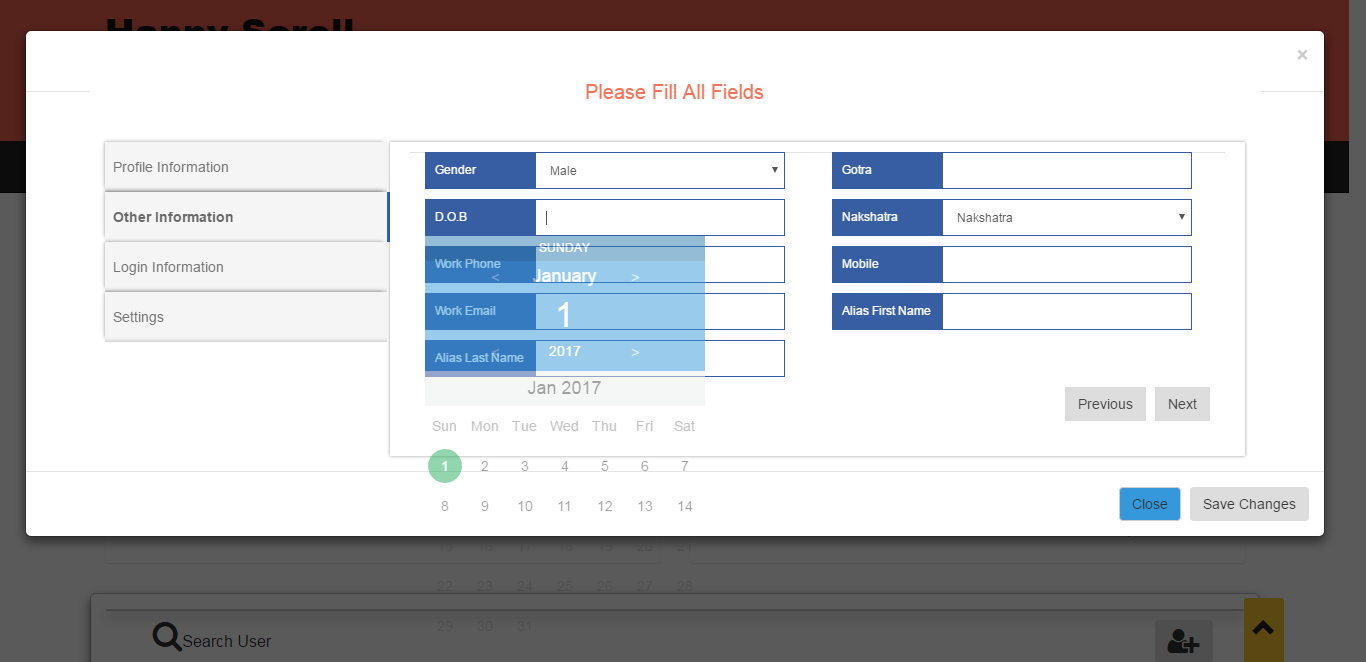 Happy Scroll
×
Please Fill All Fields
Profile Information
Other Information
Login Information
Settings
Gender Male Gotra
D.O.B Nakshatra Nakshatra
SUNDAY
Work Phone Mobile
< January >
Work Email 1 Alias First Name
Alias Last Name < 2017 >
Jan 2017
Previous Next
Sun Mon Tue Wed Thu Fri Sat
1 2 3 4 5 6 7
8 9 10 11 12 13 14
15 16 17 18 19 20 21
22 23 24 25 26 27 28
29 30 31
Close Save Changes
Search User